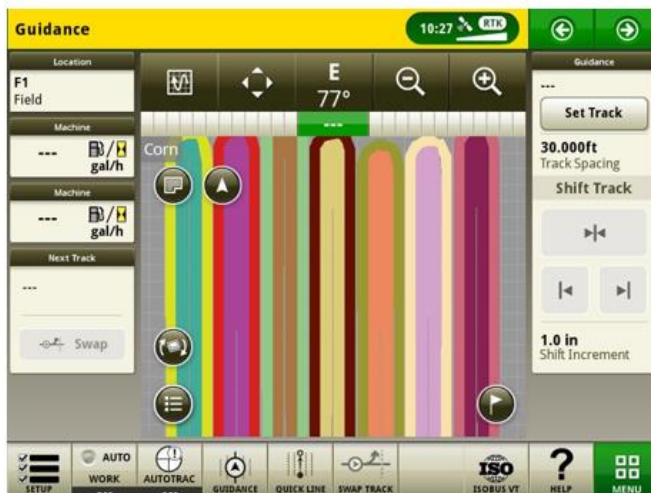 Guidance
10:27
RTK
Location
F1
Field
Machine
---
gal/h
Machine
---
gal/h
Next Track
---
Swap
E
77°
---
Corn
Guidance
---
Set Track
30.000ft
Track Spacing
Shift Track
1.0 in
Shift Increment
SETUP
AUTO
WORK
AUTOTRAC
GUIDANCE
QUICK LINE
SWAP TRACK
ISO
ISOBUS VT
?
HELP
MENU